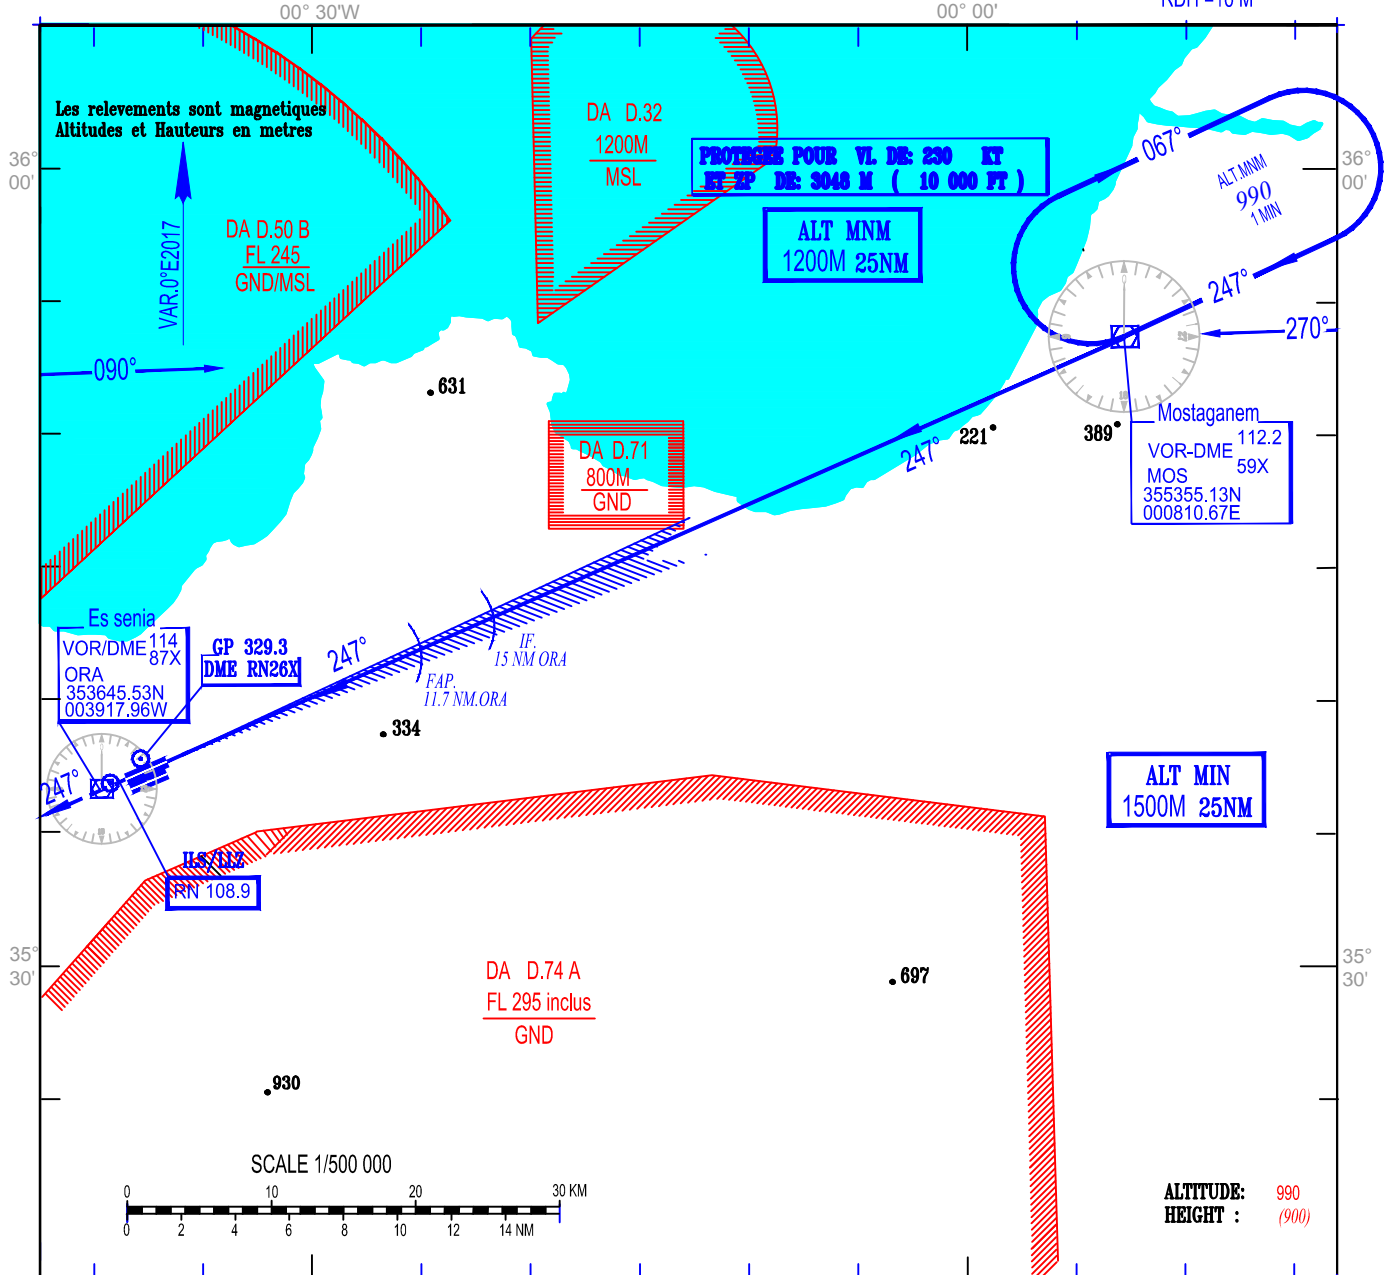 00° 30'W
00° 00'
RDH =16 M
Les relevements sont magnetiques
Altitudes et Hauteurs en metres
36°
00'
36°
00'
VAR.0°E2017
DA D.50 B
FL 245
GND/MSL
DA D.32
1200M
MSL
PROTEGEE POUR VI. DE: 230 KT
ET ZP DE: 3048 M ( 10 000 FT )
ALT MNM
1200M 25NM
067°
ALT.MNM
990
1 MIN
247°
270°
090°
631
DA D.71
800M
GND
247°
221
389
Mostaganem
VOR-DME 112.2
59X
MOS
355355.13N
000810.67E
Es senia
VOR/DME 114
87X
ORA
353645.53N
003917.96W
GP 329.3
DME RN26X
247°
IF.
15 NM ORA
FAP.
11.7 NM.ORA
334
247°
ALT MIN
1500M 25NM
ILS/LLZ
RN 108.9
35°
30'
35°
30'
DA D.74 A
FL 295 inclus
GND
697
930
SCALE 1/500 000
0 10 20 30 KM
0 2 4 6 8 10 12 14 NM
ALTITUDE: 990
HEIGHT : (900)